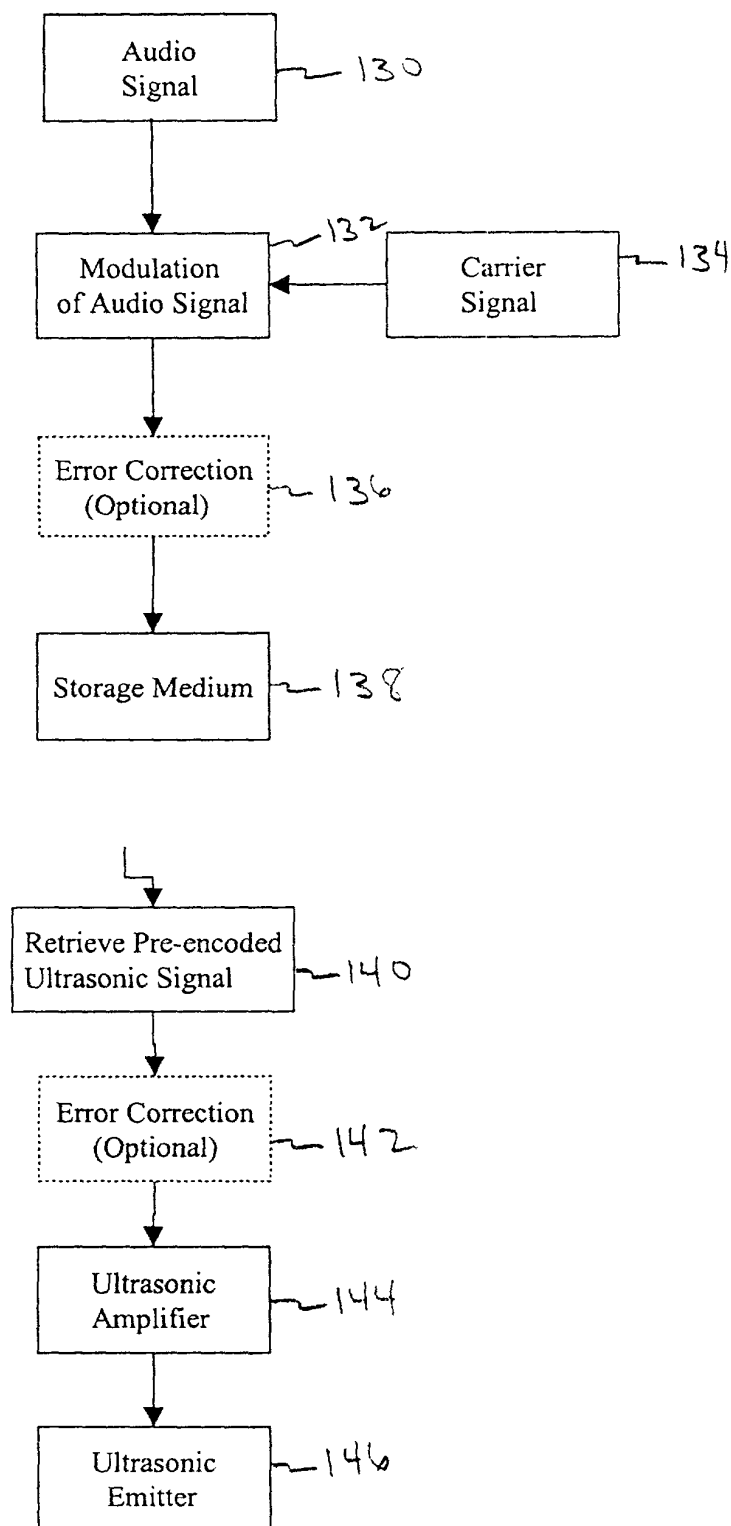 Audio
Signal
130
132
Modulation
of Audio Signal
Carrier
Signal
134
Error Correction
(Optional)
136
Storage Medium
138
Retrieve Pre-encoded
Ultrasonic Signal
140
Error Correction
(Optional)
142
Ultrasonic
Amplifier
144
Ultrasonic
Emitter
146